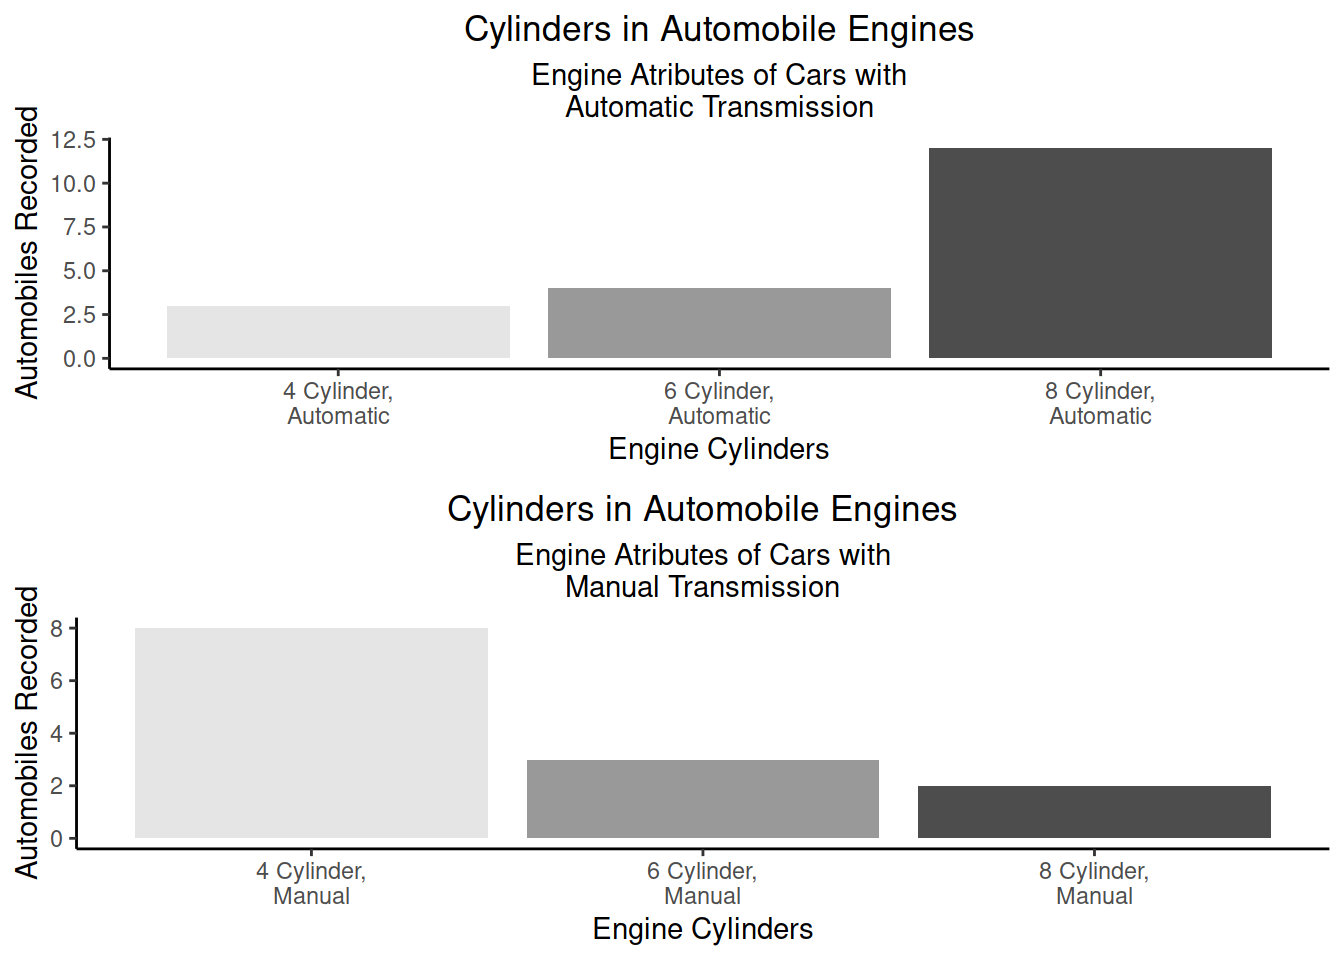 Cylinders in Automobile Engines
Engine Atributes of Cars with
Automatic Transmission
Automobiles Recorded
12.5
10.0
7.5
5.0
2.5
0.0
4 Cylinder,
Automatic
6 Cylinder,
Automatic
8 Cylinder,
Automatic
Engine Cylinders
Cylinders in Automobile Engines
Engine Atributes of Cars with
Manual Transmission
Automobiles Recorded
8
6
4
2
0
4 Cylinder,
Manual
6 Cylinder,
Manual
8 Cylinder,
Manual
Engine Cylinders